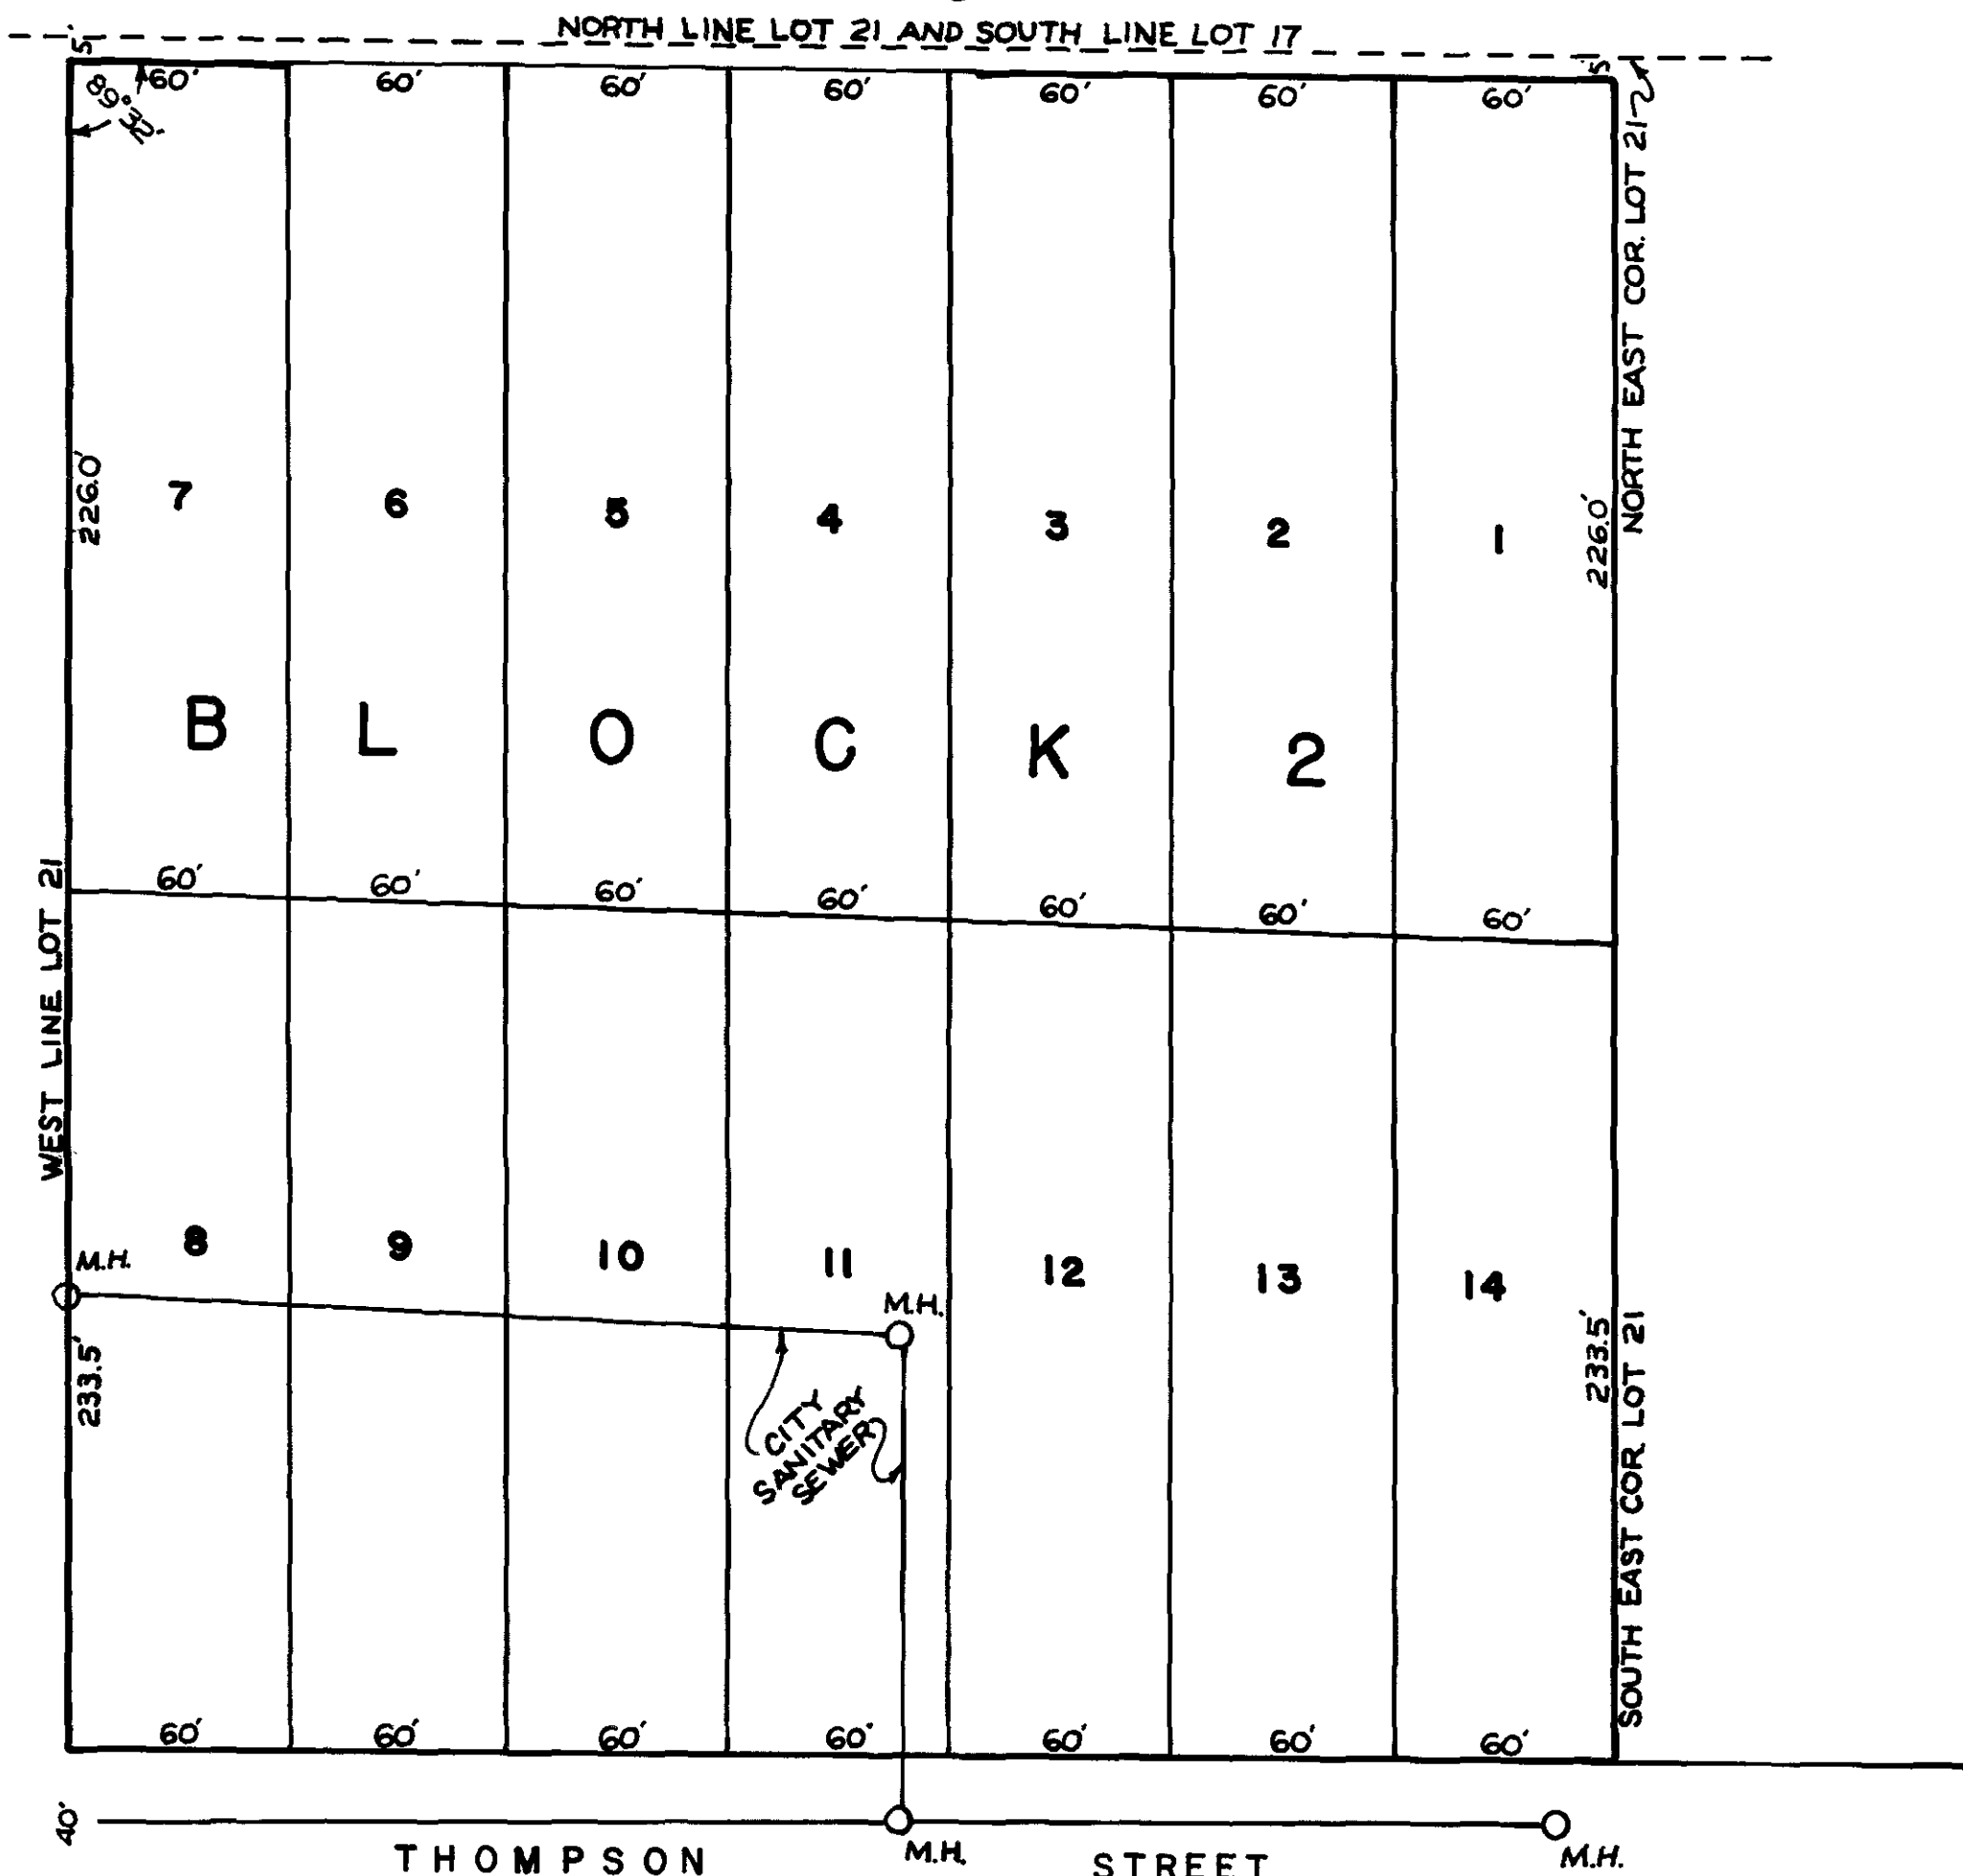 NORTH LINE LOT 21 AND SOUTH LINE LOT 17
5'
5'
60' 60' 60' 60' 60' 60' 60'
89° 32'
NORTH EAST COR. LOT 21
226.0'
226.0'
7 6 5 4 3 2 1
BLOCK 2
WEST LINE LOT 21
60' 60' 60' 60' 60' 60' 60'
8 9 10 11 12 13 14
M.H.
M.H.
233.5'
233.5'
CITY
SANITARY
SEWER
SOUTH EAST COR. LOT 21
60' 60' 60' 60' 60' 60' 60'
40'
THOMPSON STREET
M.H.
M.H.